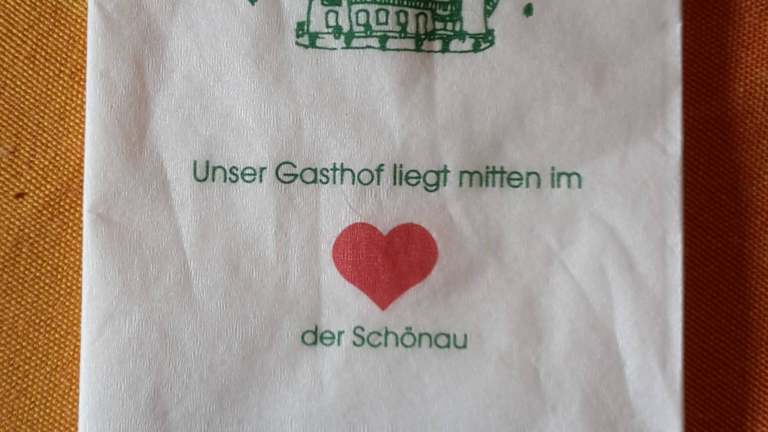 Unser Gasthof liegt mitten im
der Schönau